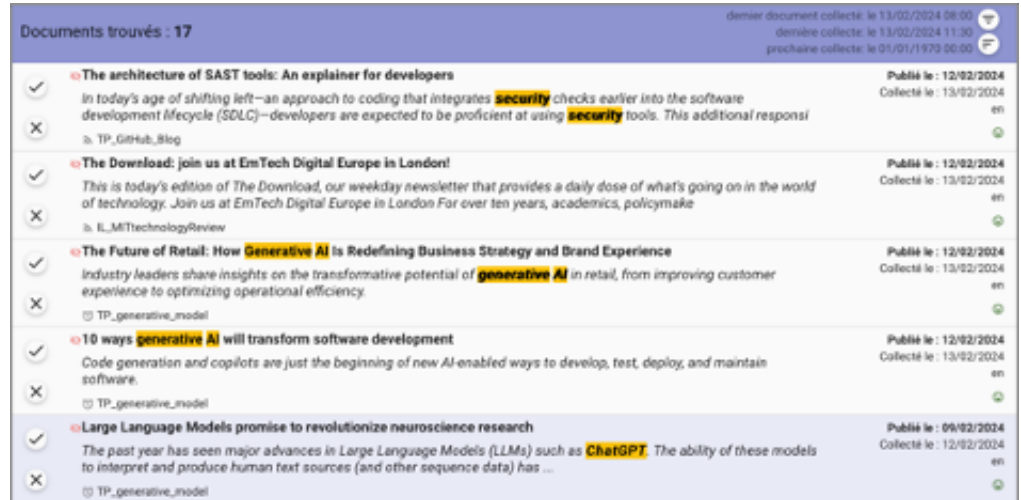 dernier document collecté: le 13/02/2024 08:00
Documents trouvés : 17
dernière collecte: le 13/02/2024 11:30
prochaine collecte: le 01/01/1970 00:00
The architecture of SAST tools: An explainer for developers
Publié le : 12/02/2024
In today's age of shifting left—an approach to coding that integrates security checks earlier into the software
Collecté le : 13/02/2024
development lifecycle (SDLC)—developers are expected to be proficient at using security tools. This additional responsi
en
TP_GitHub_Blog
The Download: join us at EmTech Digital Europe in London!
Publié le : 12/02/2024
This is today's edition of The Download, our weekday newsletter that provides a daily dose of what's going on in the world
Collecté le : 13/02/2024
of technology. Join us at EmTech Digital Europe in London For over ten years, academics, policymake
en
IL_MITtechnologyReview
The Future of Retail: How Generative AI Is Redefining Business Strategy and Brand Experience
Publié le : 12/02/2024
Industry leaders share insights on the transformative potential of generative AI in retail, from improving customer
Collecté le : 13/02/2024
experience to optimizing operational efficiency.
en
TP_generative_model
10 ways generative AI will transform software development
Publié le : 12/02/2024
Code generation and copilots are just the beginning of new AI-enabled ways to develop, test, deploy, and maintain
Collecté le : 13/02/2024
software.
en
TP_generative_model
Large Language Models promise to revolutionize neuroscience research
Publié le : 09/02/2024
The past year has seen major advances in Large Language Models (LLMs) such as ChatGPT. The ability of these models
Collecté le : 12/02/2024
to interpret and produce human text sources (and other sequence data) has ...
en
TP_generative_model